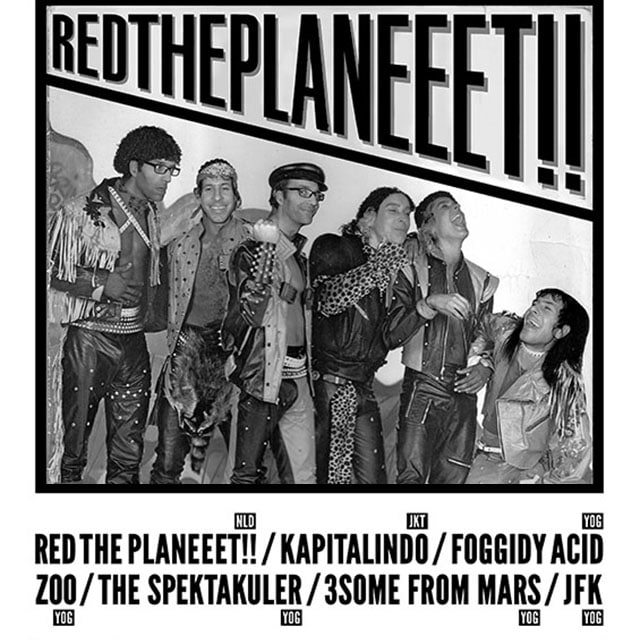 REDTHEPLANEEET!!
NLD JKT YOG
RED THE PLANEEET!! / KAPITALINDO / FOGGIDY ACID
ZOO / THE SPEKTAKULER / 3SOME FROM MARS / JFK
YOG YOG YOG YOG